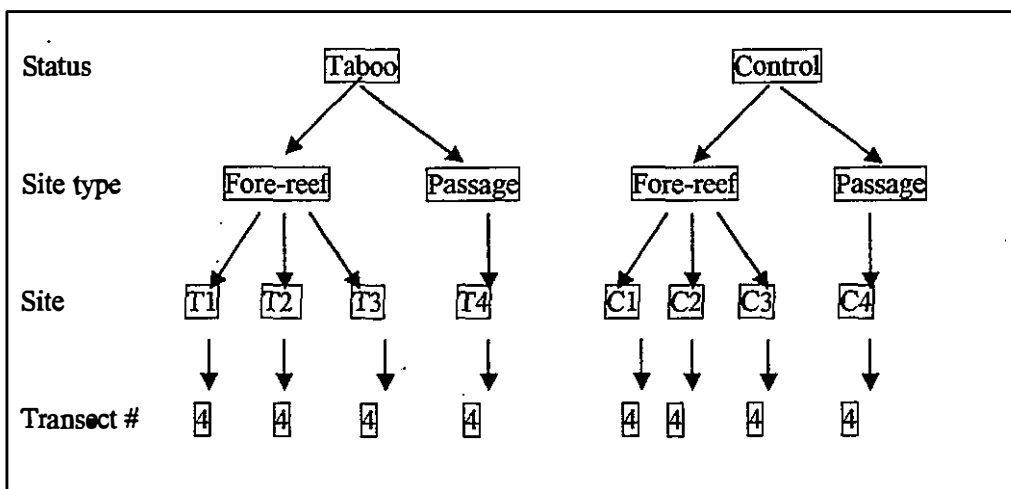 Status Taboo Control
Site type Fore-reef Passage Fore-reef Passage
Site T1 T2 T3 T4 C1 C2 C3 C4
Transect # 4 4 4 4 4 4 4 4